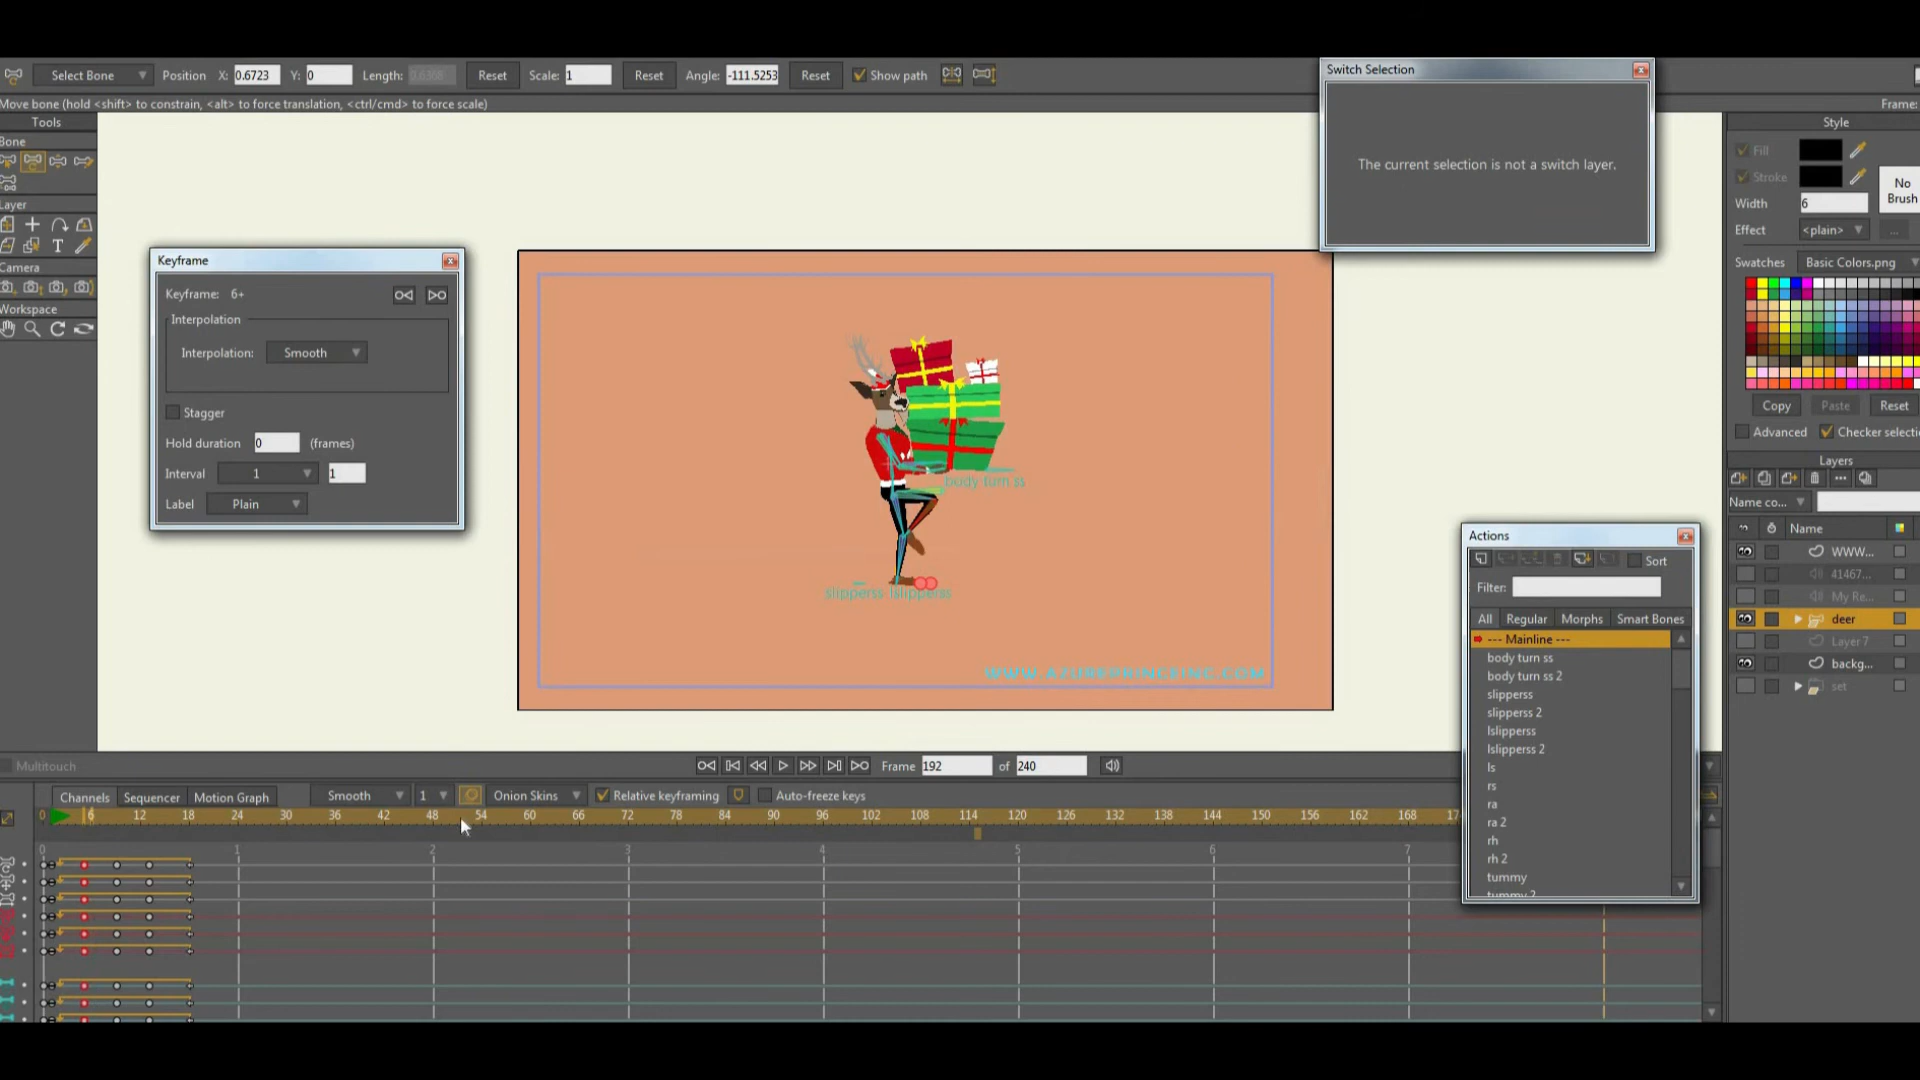 Select Bone Position X: 0.6723 Y: 0 Length: Reset Scale: 1 Reset Angle: -111.5253 Reset Show path
Move bone (hold <shift> to constrain, <alt> to force translation, <ctrl/cmd> to force scale)
Frame:
Tools
Bone
Layer
T
Camera
Workspace
Keyframe
Keyframe: 6+
Interpolation
Interpolation: Smooth
Stagger
Hold duration 0 (frames)
Interval 1 1
Label Plain
Switch Selection
The current selection is not a switch layer.
body turn ss
slipperss lslipperss
Style
Fill
Stroke
No Brush
Width 6
Effect <plain> ...
Swatches Basic Colors.png
Copy Paste Reset
Advanced Checker selecti
Layers
Name co...
Name
WWW...
41467...
My Re...
deer
Layer 7
backg...
set
Actions
Sort
Filter:
All Regular Morphs Smart Bones
--- Mainline ---
body turn ss
body turn ss 2
slipperss
slipperss 2
lslipperss
lslipperss 2
ls
rs
ra
ra 2
rh
rh 2
tummy
tummy 2
Multitouch
Frame 192 of 240
Channels Sequencer Motion Graph Smooth 1 Onion Skins Relative keyframing Auto-freeze keys
0 6 12 18 24 30 36 42 48 54 60 66 72 78 84 90 96 102 108 114 120 126 132 138 144 150 156 162 168 17
0 1 2 3 4 5 6 7